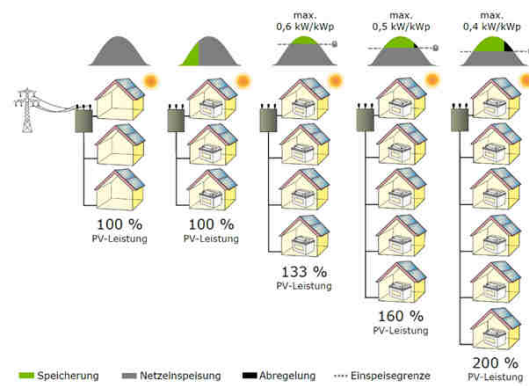 max.
0,6 kW/kWp
max.
0,5 kW/kWp
max.
0,4 kW/kWp
100 %
PV-Leistung
100 %
PV-Leistung
133 %
PV-Leistung
160 %
PV-Leistung
200 %
PV-Leistung
Speicherung
Netzeinspeisung
Abregelung
Einspeisegrenze